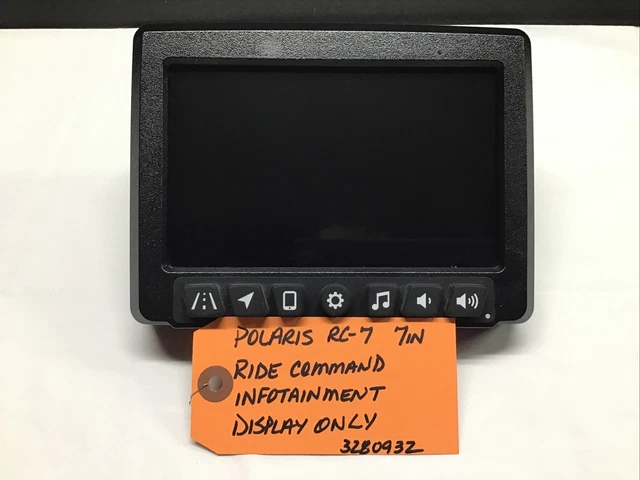 POLARIS RC-7 7IN
RIDE COMMAND
INFOTAINMENT
DISPLAY ONLY
3280932